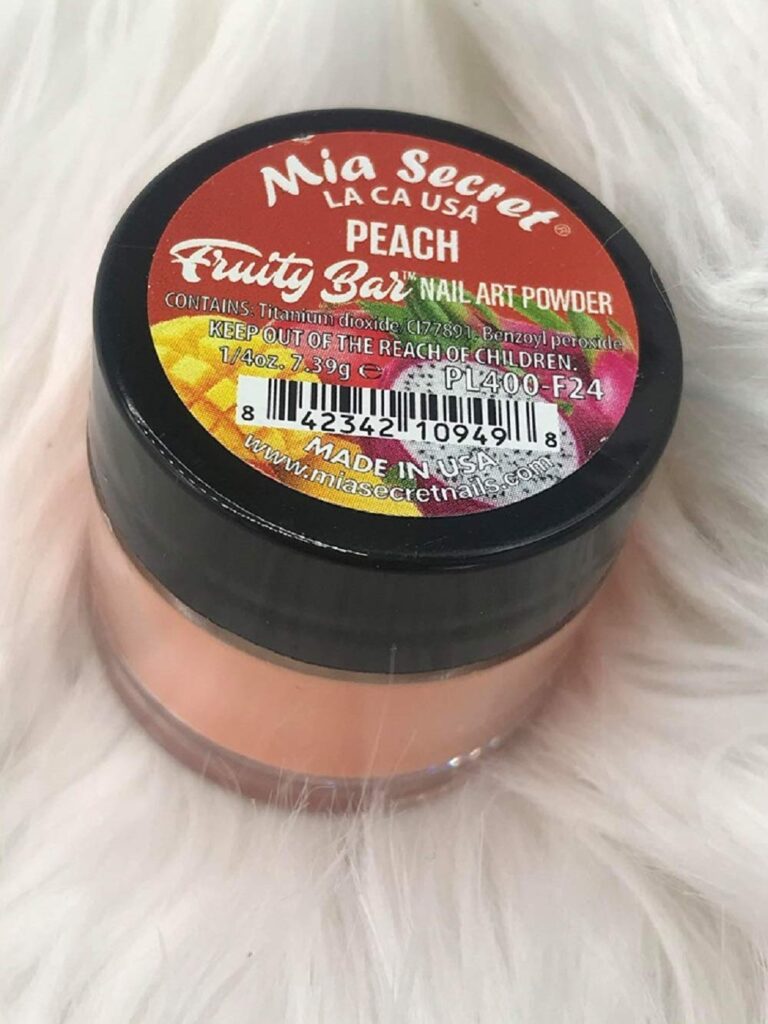 Mia Secret®
LA CA USA
PEACH
Fruity Bar™ NAIL ART POWDER
CONTAINS: Titanium dioxide CI77891, Benzoyl peroxide
KEEP OUT OF THE REACH OF CHILDREN.
1/4oz. 7.39g ℮ PL400-F24
8 42342 10949 8
MADE IN USA
www.miasecretnails.com